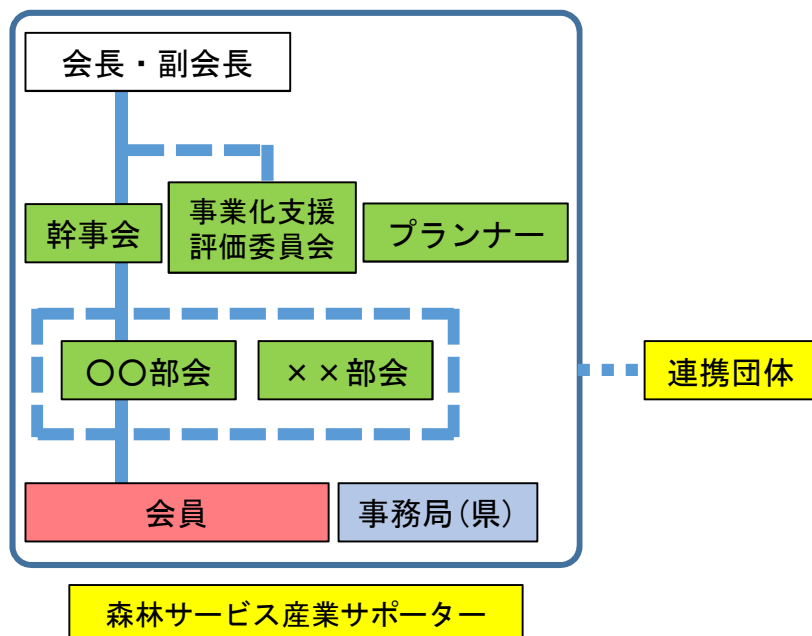 会長・副会長
幹事会
事業化支援
評価委員会
プランナー
〇〇部会
××部会
連携団体
会員
事務局(県)
森林サービス産業サポーター